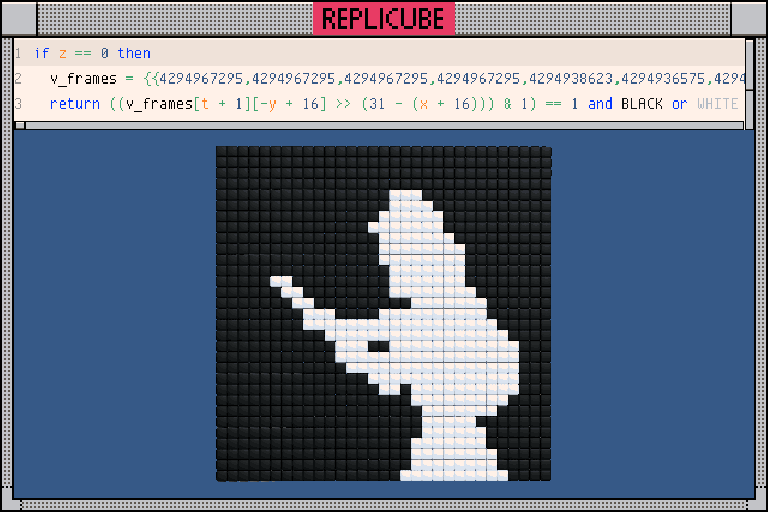 REPLICUBE
1 if z == 0 then
2 v_frames = {{4294967295,4294967295,4294967295,4294967295,4294938623,4294936575,4294
3 return ((v_frames[t + 1][-y + 16] >> (31 - (x + 16))) & 1) == 1 and BLACK or WHITE